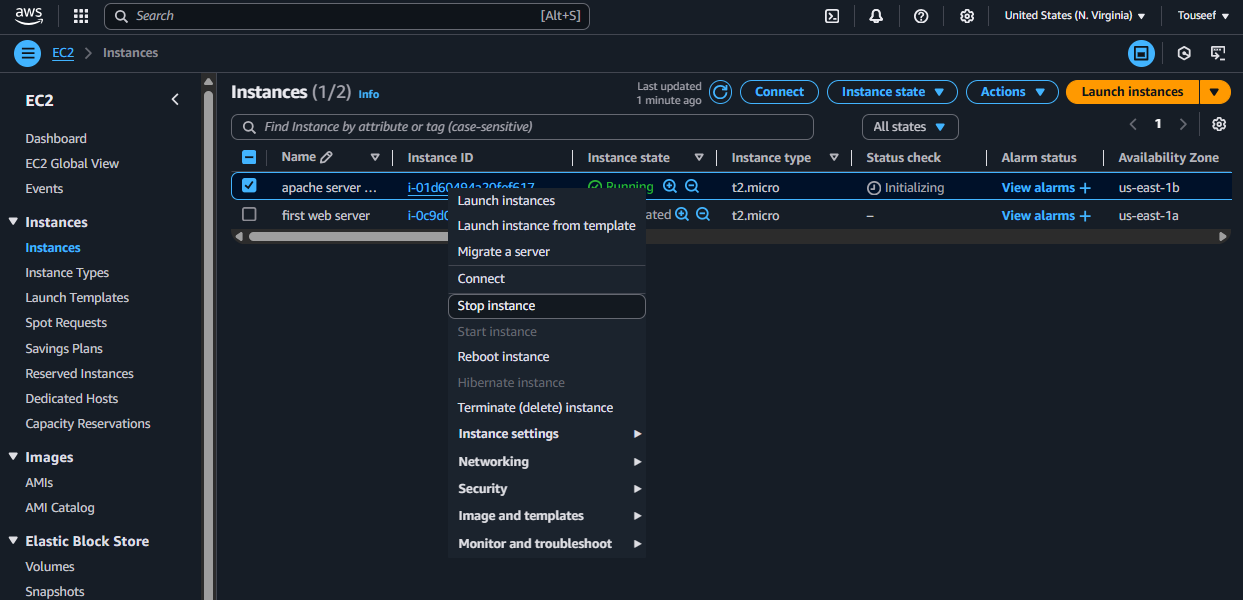 aws
Search [Alt+S]
United States (N. Virginia)
Touseef
EC2
Instances
EC2
Dashboard
EC2 Global View
Events
Instances
Instances
Instance Types
Launch Templates
Spot Requests
Savings Plans
Reserved Instances
Dedicated Hosts
Capacity Reservations
Images
AMIs
AMI Catalog
Elastic Block Store
Volumes
Snapshots
Instances (1/2) Info
Last updated
1 minute ago
Connect
Instance state
Actions
Launch instances
Find Instance by attribute or tag (case-sensitive)
All states
1
Name Instance ID Instance state Instance type Status check Alarm status Availability Zone
apache server ... Running t2.micro Initializing View alarms + us-east-1b
first web server i-0c9d0 ated t2.micro – View alarms + us-east-1a
Launch instances
Launch instance from template
Migrate a server
Connect
Stop instance
Start instance
Reboot instance
Hibernate instance
Terminate (delete) instance
Instance settings
Networking
Security
Image and templates
Monitor and troubleshoot